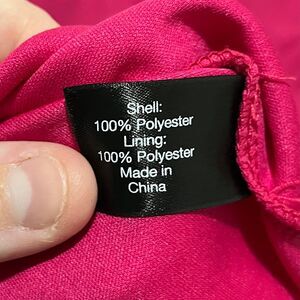 Shell:
100% Polyester
Lining:
100% Polyester
Made in
China